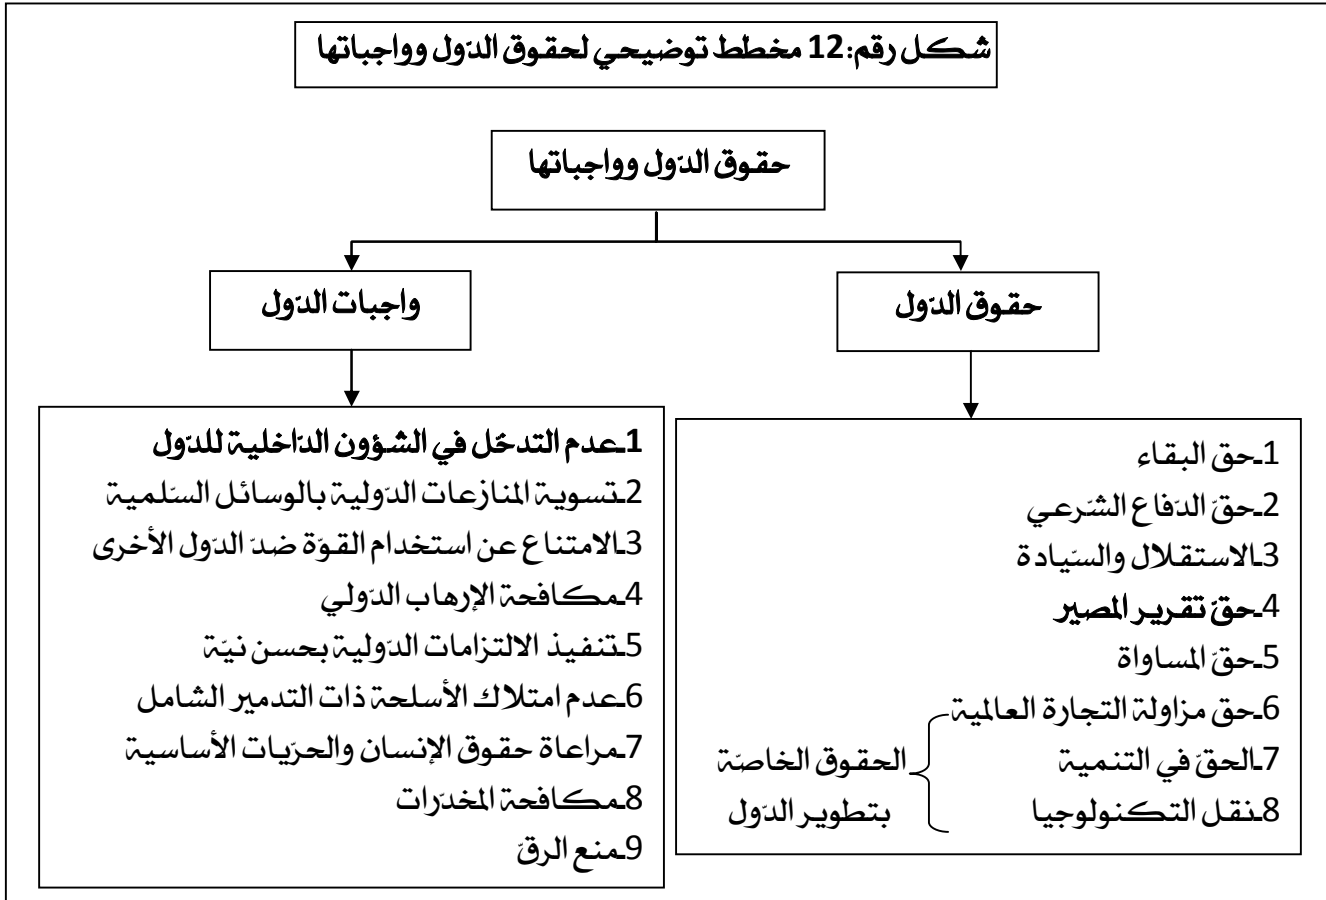 شكل رقم:12 مخطط توضيحي لحقوق الدّول وواجباتها
حقوق الدّول وواجباتها
حقوق الدّول
واجبات الدّول
1ـحق البقاء
2ـحقّ الدّفاع الشّرعي
3ـالاستقلال والسّيادة
4ـحقّ تقرير المصير
5ـحقّ المساواة
6ـحق مزاولة التجارة العالمية
7ـالحقّ في التنمية
8ـنقل التكنولوجيا
الحقوق الخاصّة
بتطوير الدّول
1ـعدم التدخّل في الشؤون الدّاخلية للدّول
2ـتسوية المنازعات الدّولية بالوسائل السّلمية
3ـالامتناع عن استخدام القوّة ضدّ الدّول الأخرى
4ـمكافحة الإرهاب الدّولي
5ـتنفيذ الالتزامات الدّولية بحسن نيّة
6ـعدم امتلاك الأسلحة ذات التدمير الشامل
7ـمراعاة حقوق الإنسان والحرّيات الأساسية
8ـمكافحة المخدّرات
9ـمنع الرقّ